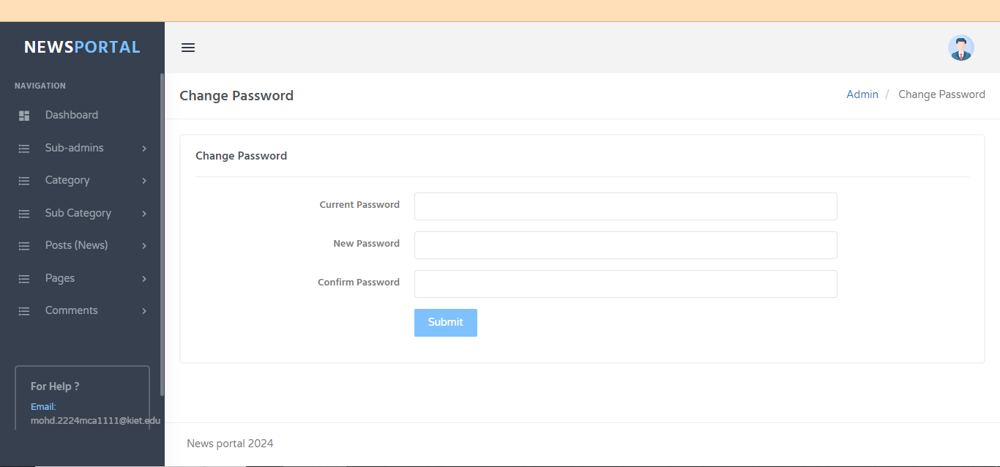 NEWSPORTAL
NAVIGATION
Dashboard
Sub-admins
Category
Sub Category
Posts (News)
Pages
Comments
For Help ?
Email:
mohd.2224mca1111@kiet.edu
Change Password
Admin / Change Password
Change Password
Current Password
New Password
Confirm Password
Submit
News portal 2024